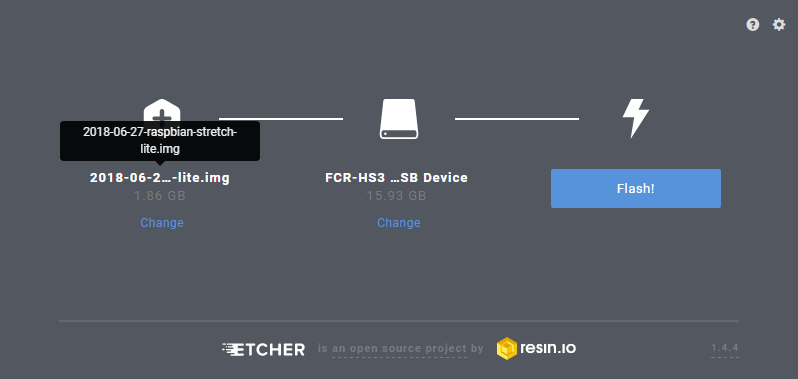 2018-06-27-raspbian-stretch-
lite.img
2018-06-2…-lite.img
FCR-HS3 …SB Device
Flash!
1.86 GB
15.93 GB
Change
Change
ETCHER is an open source project by resin.io
1.4.4